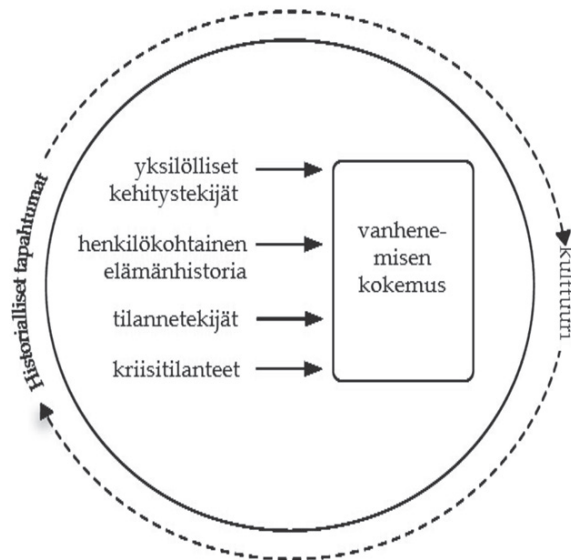 Historialliset tapahtumat
yksilölliset
kehitystekijät
henkilökohtainen
elämänhistoria
tilannetekijät
kriisitilanteet
vanhene-
misen
kokemus
kulttuuri